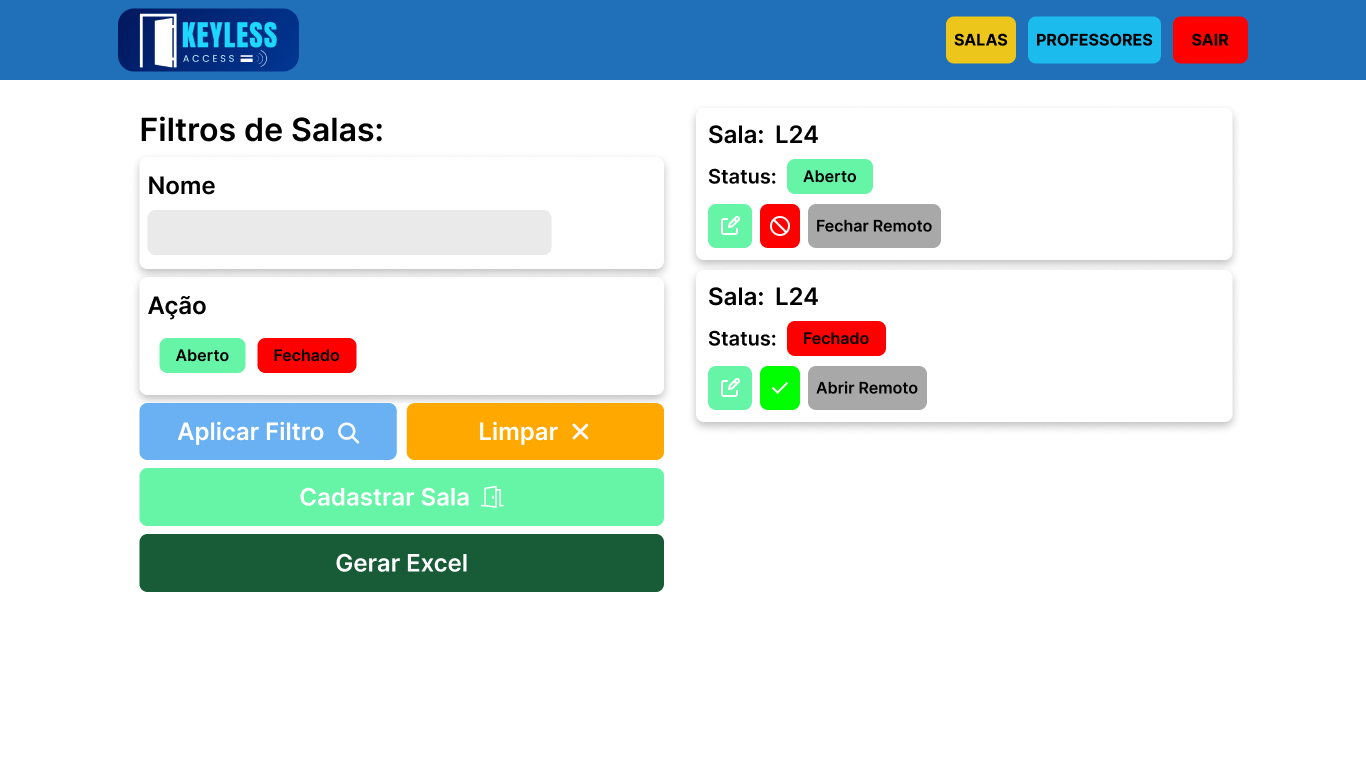 KEYLESS
ACCESS
SALAS
PROFESSORES
SAIR
Filtros de Salas:
Nome
Ação
Aberto
Fechado
Aplicar Filtro
Limpar
Cadastrar Sala
Gerar Excel
Sala: L24
Status: Aberto
Fechar Remoto
Sala: L24
Status: Fechado
Abrir Remoto